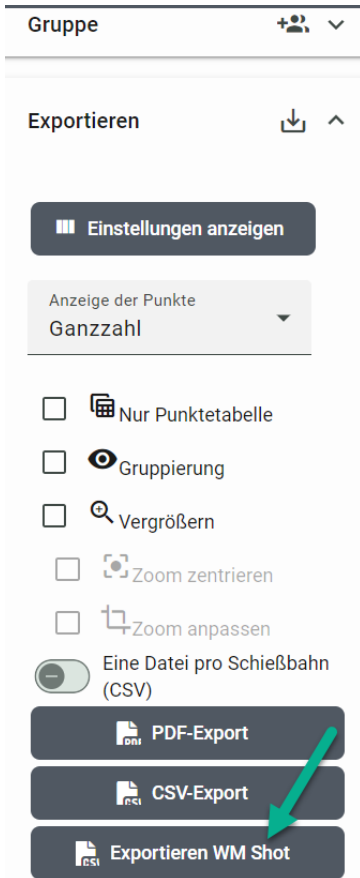 Gruppe
Exportieren
Einstellungen anzeigen
Anzeige der Punkte
Ganzzahl
Nur Punktetabelle
Gruppierung
Vergrößern
Zoom zentrieren
Zoom anpassen
Eine Datei pro Schießbahn
(CSV)
PDF-Export
CSV-Export
Exportieren WM Shot